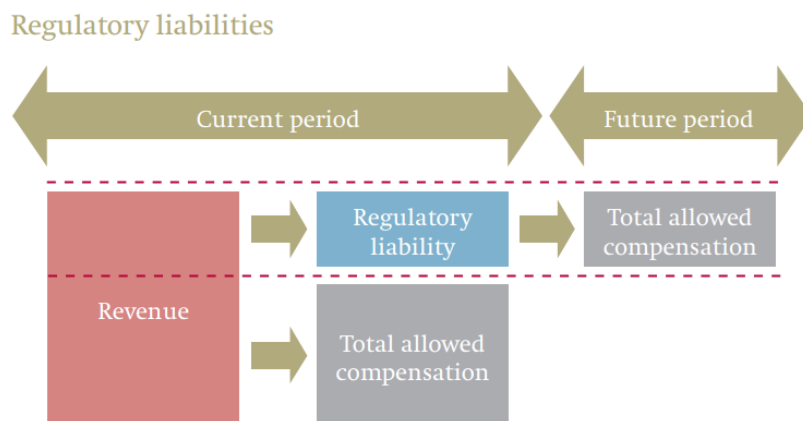 Regulatory liabilities
Current period
Future period
Regulatory
liability
Total allowed
compensation
Revenue
Total allowed
compensation